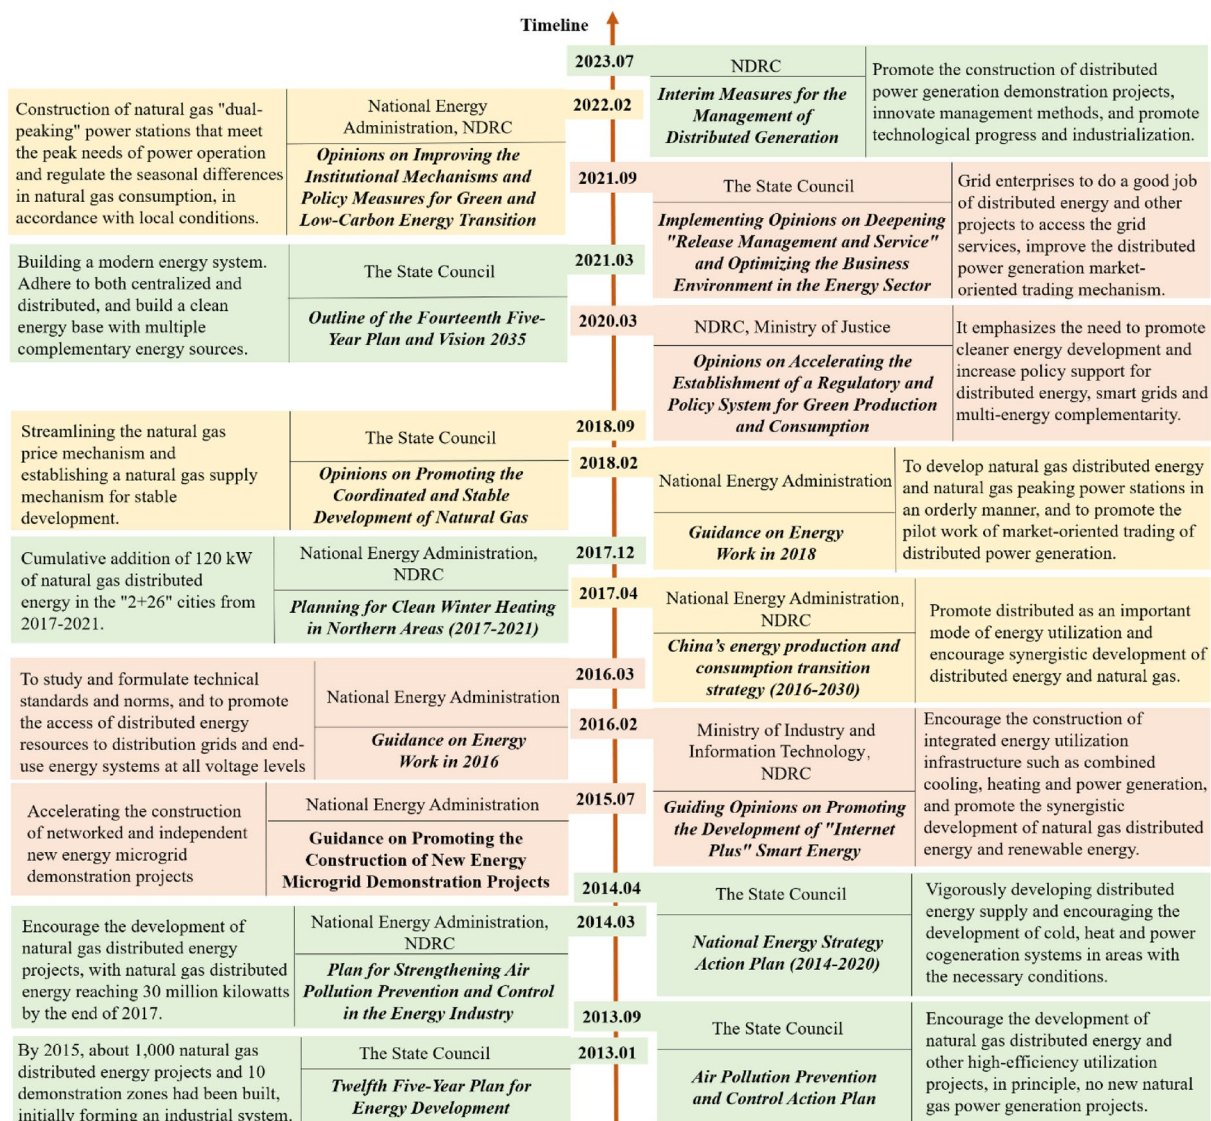 Timeline
2023.07
NDRC
Interim Measures for the
Management of
Distributed Generation
Promote the construction of distributed
power generation demonstration projects,
innovate management methods, and promote
technological progress and industrialization.
2022.02
Construction of natural gas "dual-
peaking" power stations that meet
the peak needs of power operation
and regulate the seasonal differences
in natural gas consumption, in
accordance with local conditions.
National Energy
Administration, NDRC
Opinions on Improving the
Institutional Mechanisms and
Policy Measures for Green and
Low-Carbon Energy Transition
2021.09
The State Council
Implementing Opinions on Deepening
"Release Management and Service"
and Optimizing the Business
Environment in the Energy Sector
Grid enterprises to do a good job
of distributed energy and other
projects to access the grid
services, improve the distributed
power generation market-
oriented trading mechanism.
2021.03
Building a modern energy system.
Adhere to both centralized and
distributed, and build a clean
energy base with multiple
complementary energy sources.
The State Council
Outline of the Fourteenth Five-
Year Plan and Vision 2035
2020.03
NDRC, Ministry of Justice
Opinions on Accelerating the
Establishment of a Regulatory and
Policy System for Green Production
and Consumption
It emphasizes the need to promote
cleaner energy development and
increase policy support for
distributed energy, smart grids and
multi-energy complementarity.
2018.09
Streamlining the natural gas
price mechanism and
establishing a natural gas supply
mechanism for stable
development.
The State Council
Opinions on Promoting the
Coordinated and Stable
Development of Natural Gas
2018.02
National Energy Administration
Guidance on Energy
Work in 2018
To develop natural gas distributed energy
and natural gas peaking power stations in
an orderly manner, and to promote the
pilot work of market-oriented trading of
distributed power generation.
2017.12
Cumulative addition of 120 kW
of natural gas distributed
energy in the "2+26" cities from
2017-2021.
National Energy Administration,
NDRC
Planning for Clean Winter Heating
in Northern Areas (2017-2021)
2017.04
National Energy Administration,
NDRC
China's energy production and
consumption transition
strategy (2016-2030)
Promote distributed as an important
mode of energy utilization and
encourage synergistic development of
distributed energy and natural gas.
2016.03
To study and formulate technical
standards and norms, and to promote
the access of distributed energy
resources to distribution grids and end-
use energy systems at all voltage levels
National Energy Administration
Guidance on Energy
Work in 2016
2016.02
Ministry of Industry and
Information Technology,
NDRC
Guiding Opinions on Promoting
the Development of "Internet
Plus" Smart Energy
Encourage the construction of
integrated energy utilization
infrastructure such as combined
cooling, heating and power generation,
and promote the synergistic
development of natural gas distributed
energy and renewable energy.
2015.07
Accelerating the construction
of networked and independent
new energy microgrid
demonstration projects
National Energy Administration
Guidance on Promoting the
Construction of New Energy
Microgrid Demonstration Projects
2014.04
The State Council
National Energy Strategy
Action Plan (2014-2020)
Vigorously developing distributed
energy supply and encouraging the
development of cold, heat and power
cogeneration systems in areas with
the necessary conditions.
2014.03
Encourage the development of
natural gas distributed energy
projects, with natural gas distributed
energy reaching 30 million kilowatts
by the end of 2017.
National Energy Administration,
NDRC
Plan for Strengthening Air
Pollution Prevention and Control
in the Energy Industry
2013.09
The State Council
Air Pollution Prevention
and Control Action Plan
Encourage the development of
natural gas distributed energy and
other high-efficiency utilization
projects, in principle, no new natural
gas power generation projects.
2013.01
By 2015, about 1,000 natural gas
distributed energy projects and 10
demonstration zones had been built,
initially forming an industrial system.
The State Council
Twelfth Five-Year Plan for
Energy Development